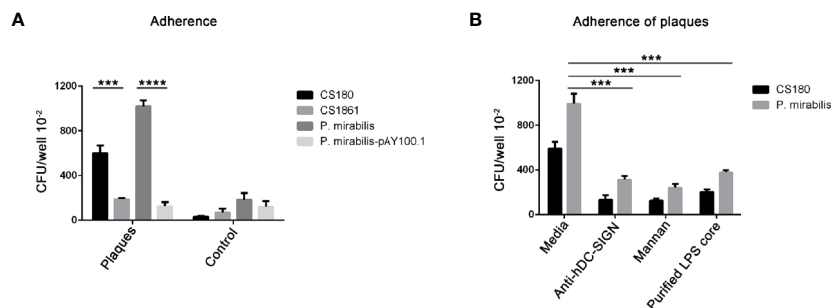 A
Adherence
*** ****
1200
800
400
0
CFU/well 10-2
Plaques
Control
CS180
CS1861
P. mirabilis
P. mirabilis-pAY100.1
B
Adherence of plaques
***
***
***
1200
800
400
0
CFU/well 10-2
Media
Anti-hDC-SIGN
Mannan
Purified LPS core
CS180
P. mirabilis